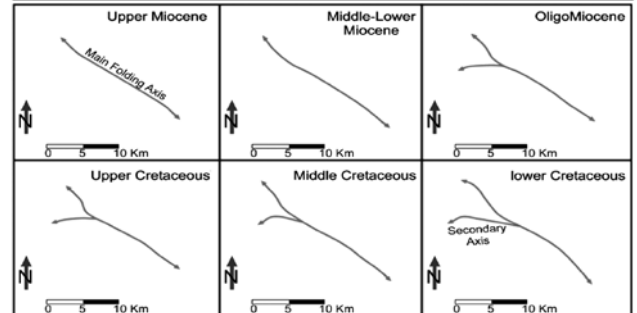 Upper Miocene
Main Folding Axis
N
0 5 10 Km
Middle-Lower
Miocene
N
0 5 10 Km
OligoMiocene
N
0 5 10 Km
Upper Cretaceous
N
0 5 10 Km
Middle Cretaceous
N
0 5 10 Km
lower Cretaceous
Secondary
Axis
N
0 5 10 Km